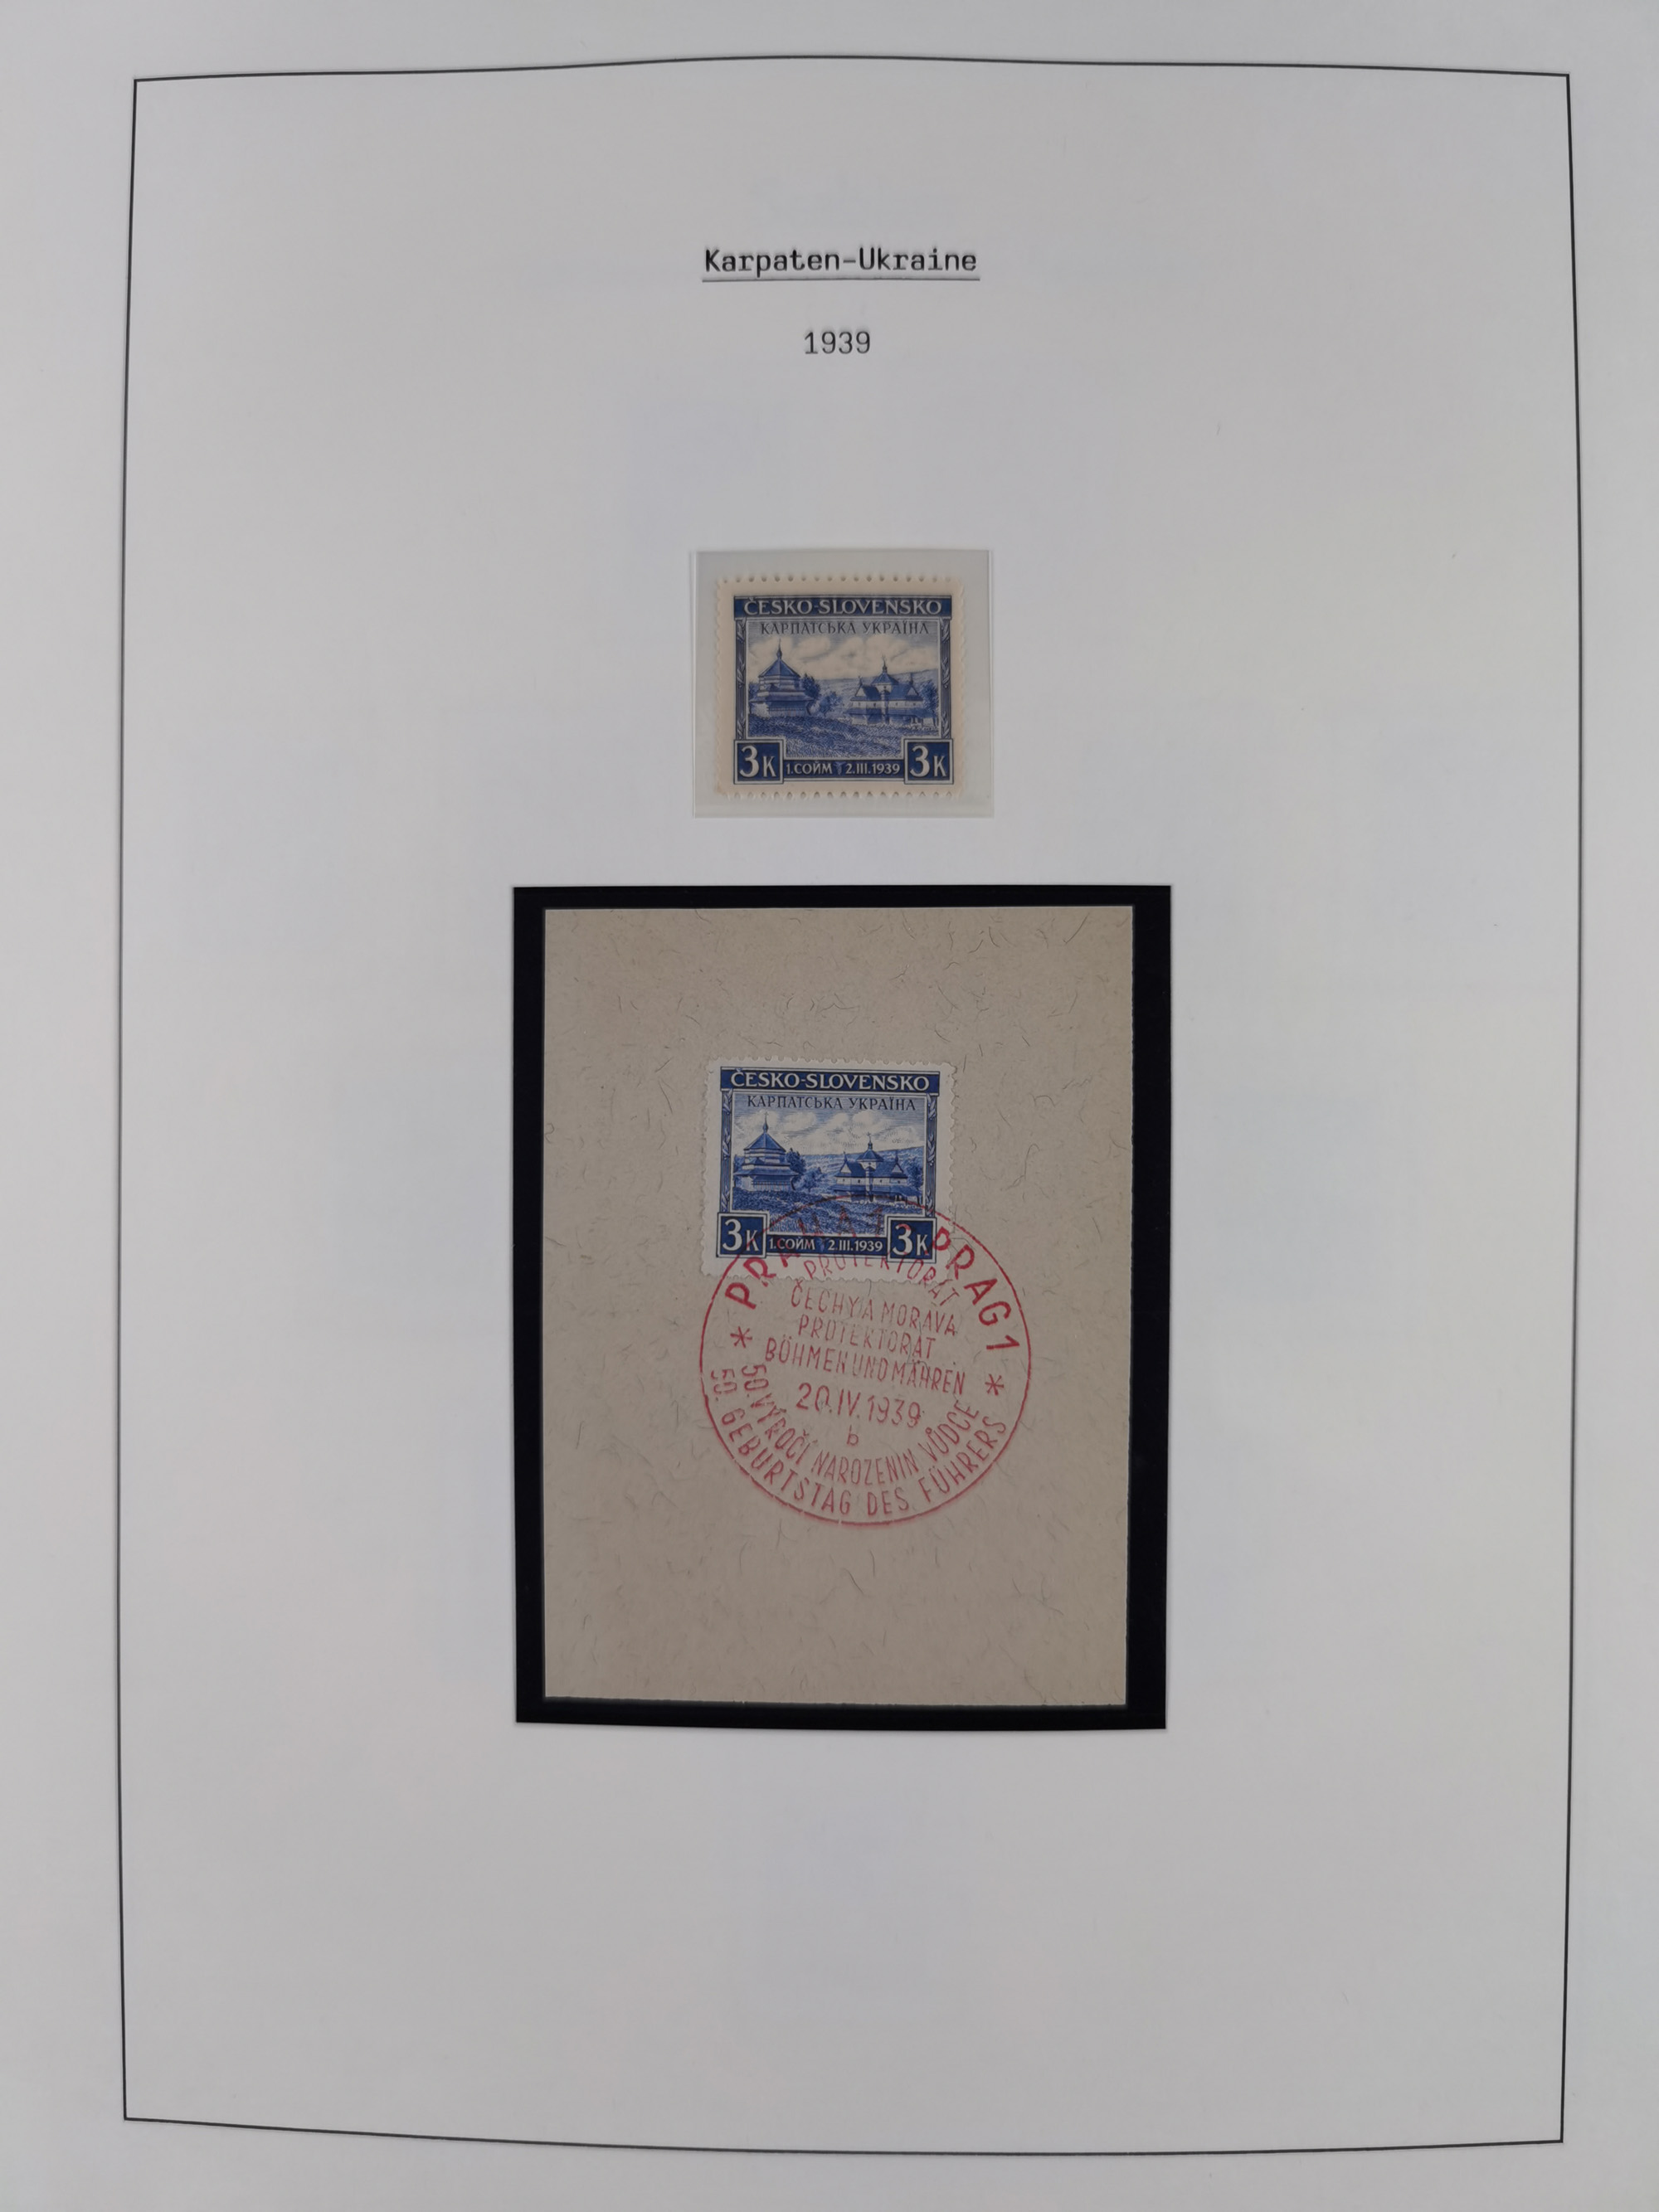 Karpaten-Ukraine
1939
ČESKO-SLOVENSKO
КАРПАТСЬКА УКРАЇНА
3K 1.СОЙМ 2.III.1939 3K
ČESKO-SLOVENSKO
КАРПАТСЬКА УКРАЇНА
3K 1.СОЙМ 2.III.1939 3K
PRAHA 1 PRAG 1
PROTEKTORÁT
ČECHY A MORAVA
PROTEKTORAT
BÖHMEN UND MÄHREN
20.IV.1939
b
50. VÝROČÍ NAROZENIN VŮDCE
50. GEBURTSTAG DES FÜHRERS